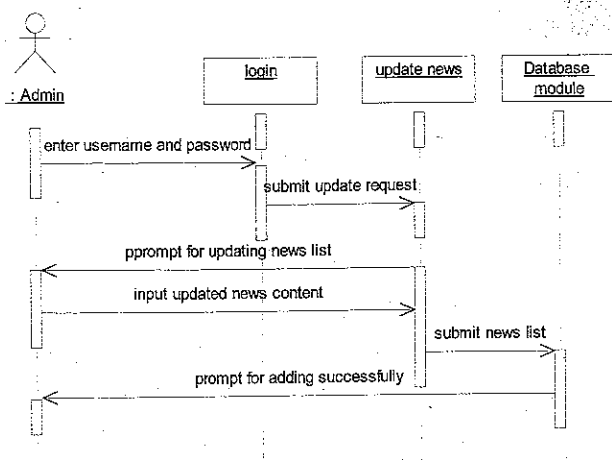 : Admin
login
update news
Database
module
enter username and password
submit update request
pprompt for updating news list
input updated news content
submit news list
prompt for adding successfully